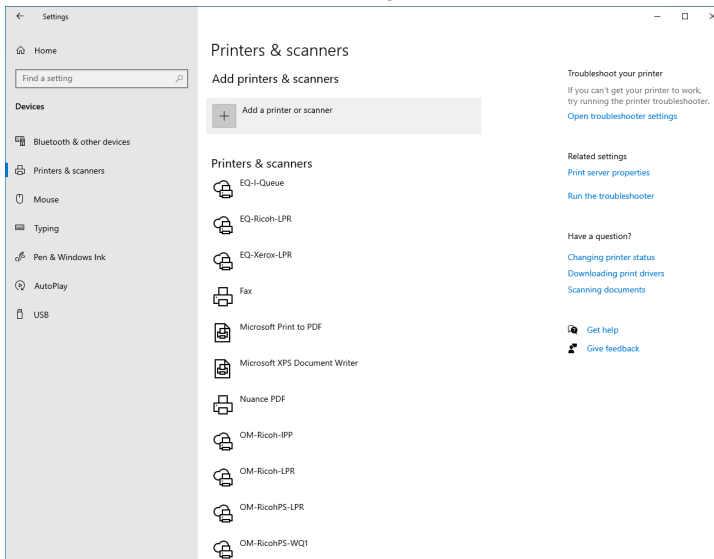 Settings
Home
Find a setting
Devices
Bluetooth & other devices
Printers & scanners
Mouse
Typing
Pen & Windows Ink
AutoPlay
USB
Printers & scanners
Add printers & scanners
Add a printer or scanner
Printers & scanners
EQ-I-Queue
EQ-Ricoh-LPR
EQ-Xerox-LPR
Fax
Microsoft Print to PDF
Microsoft XPS Document Writer
Nuance PDF
OM-Ricoh-IPP
OM-Ricoh-LPR
OM-RicohPS-LPR
OM-RicohPS-WQ1
Troubleshoot your printer
If you can't get your printer to work,
try running the printer troubleshooter.
Open troubleshooter settings
Related settings
Print server properties
Run the troubleshooter
Have a question?
Changing printer status
Downloading print drivers
Scanning documents
Get help
Give feedback